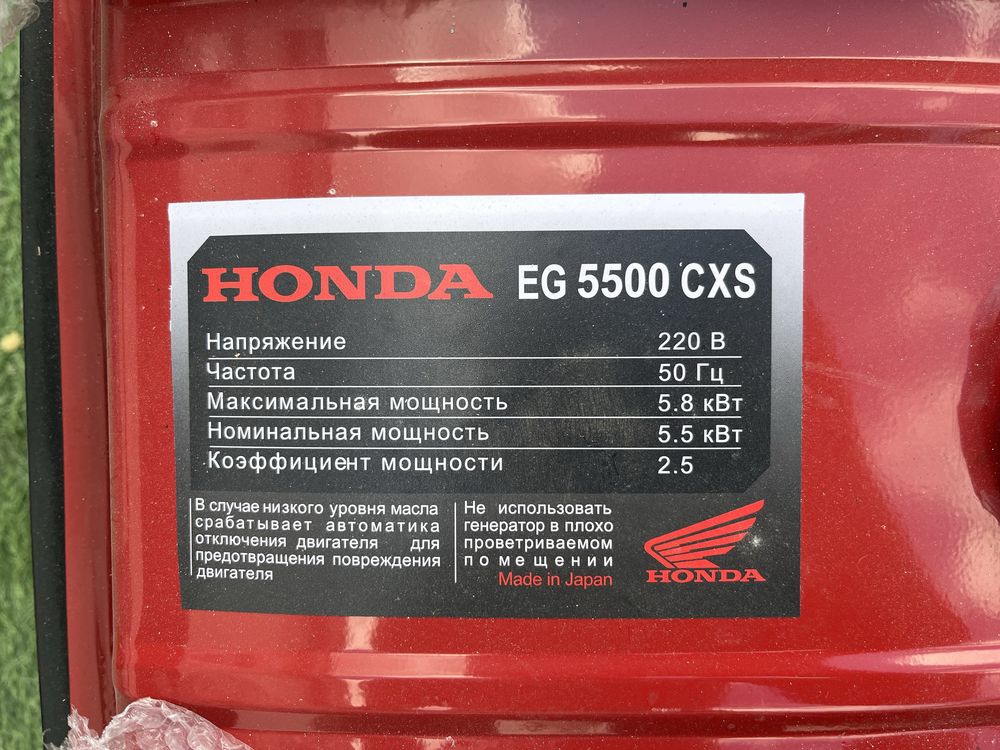 HONDA EG 5500 CXS
Напряжение 220 В
Частота 50 Гц
Максимальная мощность 5.8 кВт
Номинальная мощность 5.5 кВт
Коэффициент мощности 2.5
В случае низкого уровня масла
срабатывает автоматика
отключения двигателя для
предотвращения повреждения
двигателя
Не использовать
генератор в плохо
проветриваемом
помещении
Made in Japan
HONDA